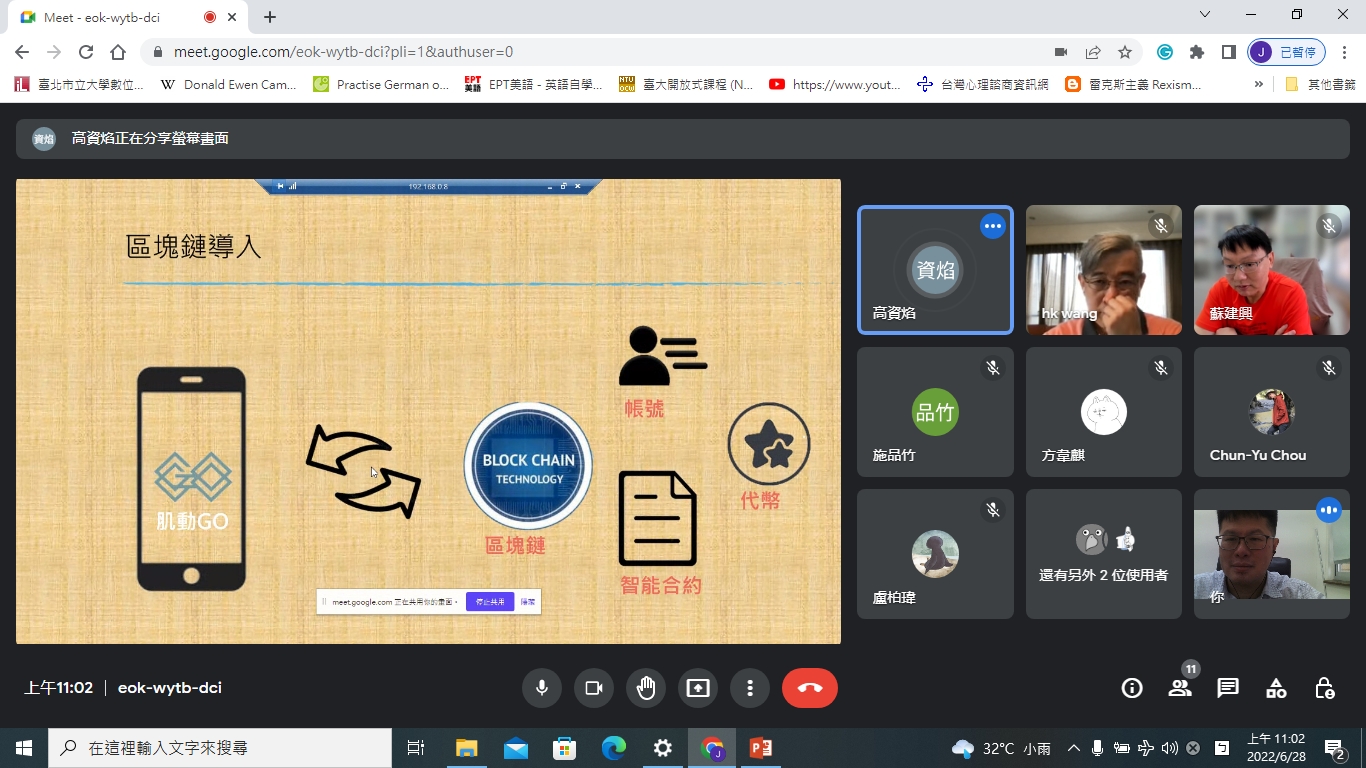 Meet - eok-wytb-dci
meet.google.com/eok-wytb-dci?pli=1&authuser=0
J 已暫停
臺北市立大學數位...
Donald Ewen Cam...
Practise German o...
EPT美語 - 英語自學...
臺大開放式課程 (N...
https://www.yout...
台灣心理諮商資訊網
雷克斯主義 Rexism...
其他書籤
資焰 高資焰正在分享螢幕畫面
192.168.0.8
區塊鏈導入
肌動GO
BLOCK CHAIN
TECHNOLOGY
區塊鏈
帳號
智能合約
代幣
meet.google.com 正在共用你的畫面。
停止共用
隱藏
資焰
高資焰
hk wang
蘇建興
品竹
施品竹
方韋麒
Chun-Yu Chou
盧柏瑋
還有另外 2 位使用者
你
上午11:02
eok-wytb-dci
11
在這裡輸入文字來搜尋
32°C 小雨
上午 11:02
2022/6/28
2